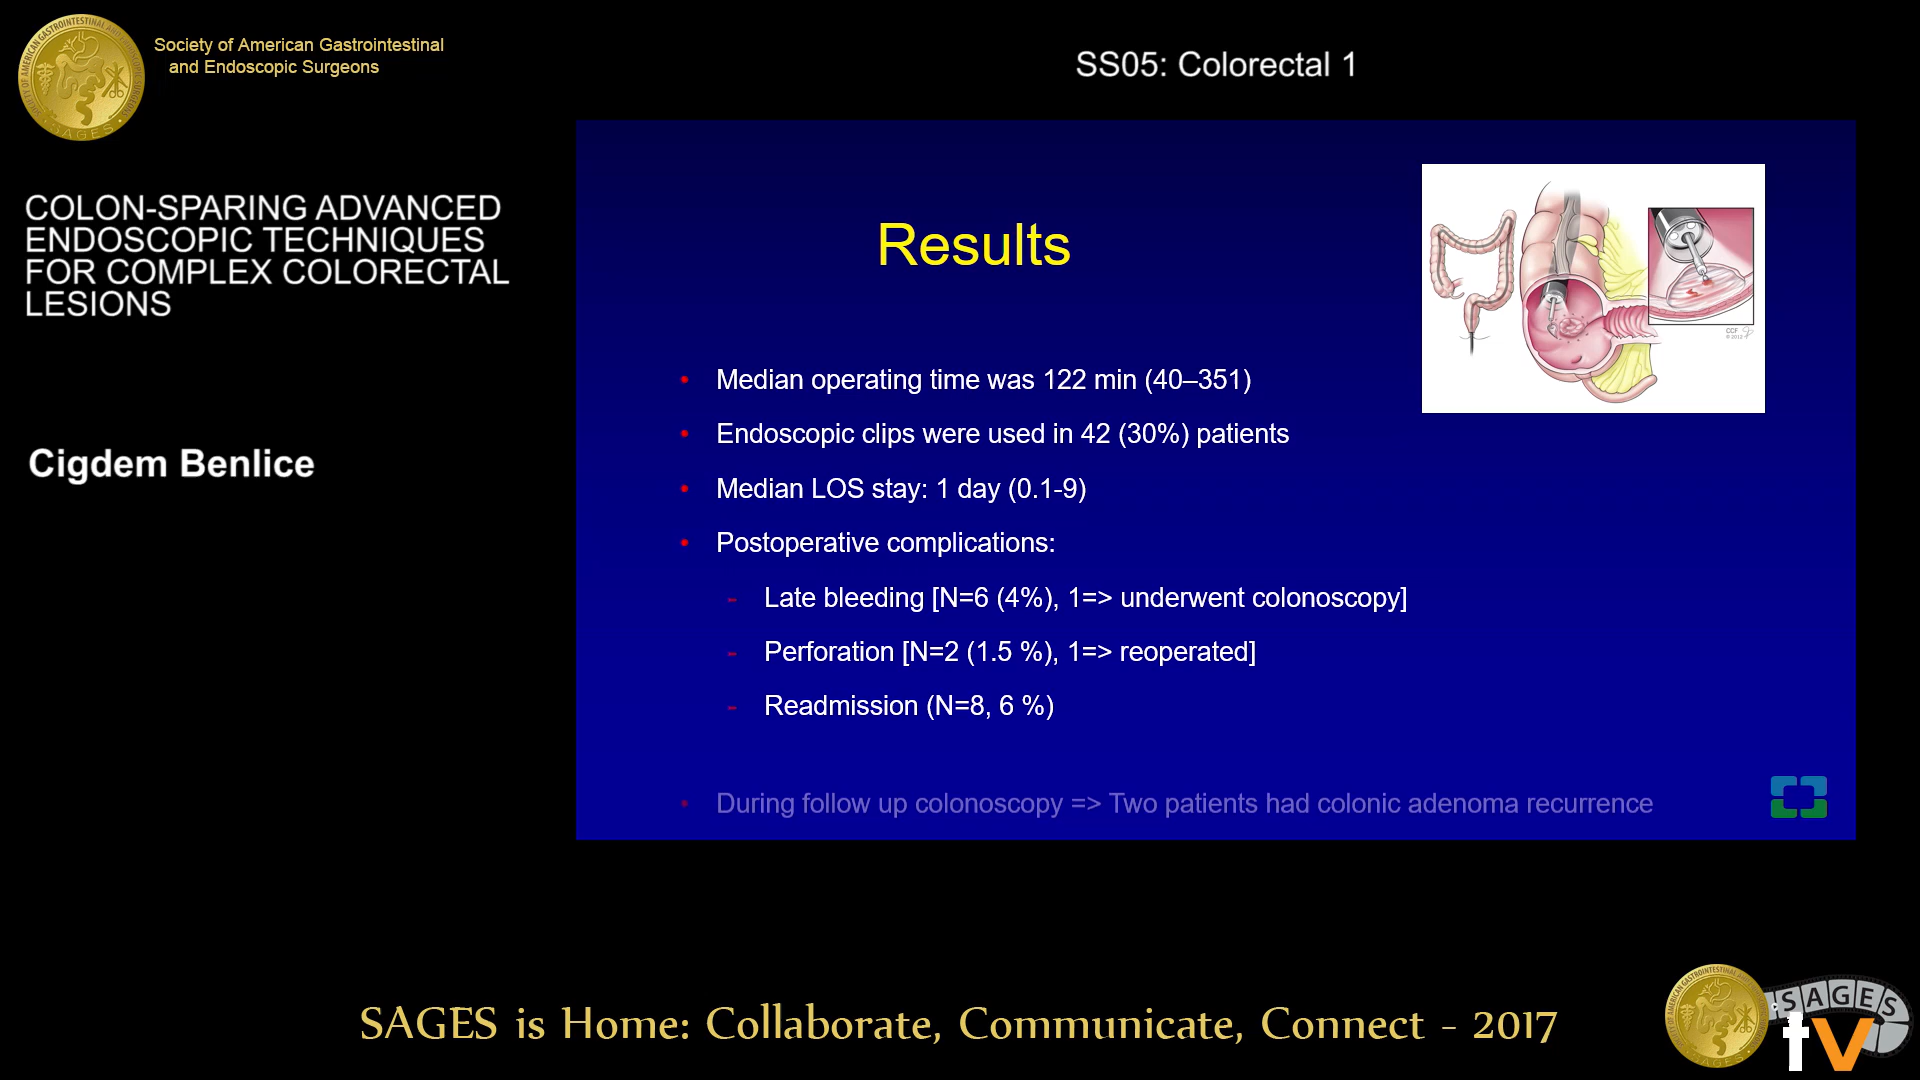 Society of American Gastrointestinal
and Endoscopic Surgeons
SS05: Colorectal 1
COLON-SPARING ADVANCED
ENDOSCOPIC TECHNIQUES
FOR COMPLEX COLORECTAL
LESIONS
Cigdem Benlice
Results
CCF
© 2012
• Median operating time was 122 min (40–351)
• Endoscopic clips were used in 42 (30%) patients
• Median LOS stay: 1 day (0.1-9)
• Postoperative complications:
- Late bleeding [N=6 (4%), 1=> underwent colonoscopy]
- Perforation [N=2 (1.5 %), 1=> reoperated]
- Readmission (N=8, 6 %)
• During follow up colonoscopy => Two patients had colonic adenoma recurrence
SAGES is Home: Collaborate, Communicate, Connect - 2017
SAGES
tv